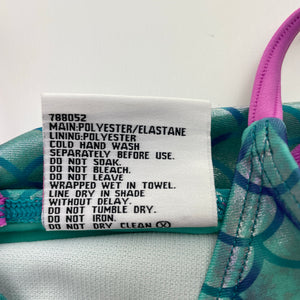 788052
MAIN:POLYESTER/ELASTANE
LINING:POLYESTER
COLD HAND WASH
SEPARATELY BEFORE USE.
DO NOT SOAK.
DO NOT BLEACH.
DO NOT LEAVE
WRAPPED WET IN TOWEL.
LINE DRY IN SHADE
WITHOUT DELAY.
DO NOT TUMBLE DRY.
DO NOT IRON.
DO NOT DRY CLEAN